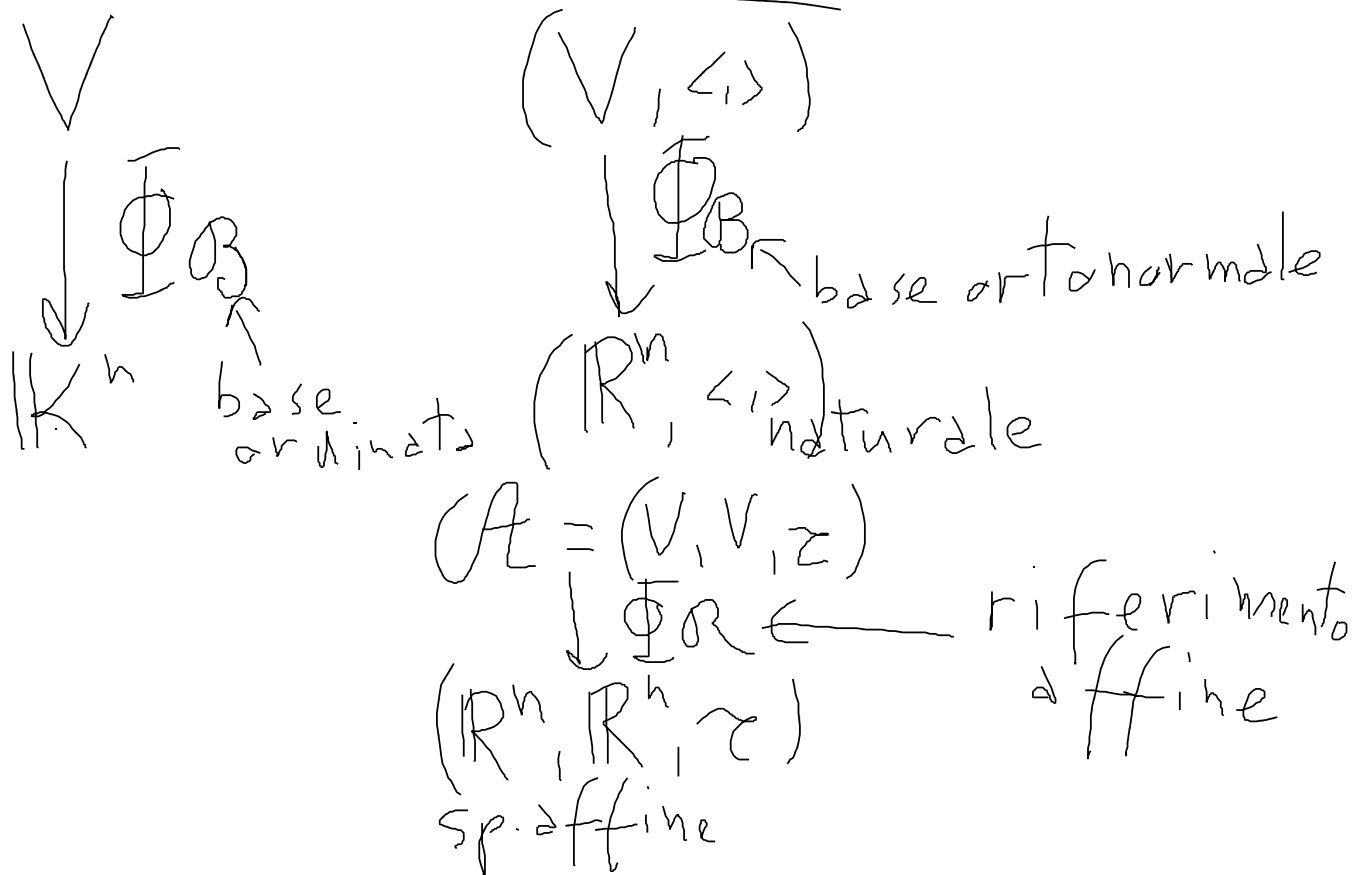 V (V, <,>)
Φ_B Φ_B
base ortonormale
K^n base (R^n, <,>)
ordinata naturale
A = (V, V, τ)
Φ_R riferimento
affine
(R^n, R^n, τ)
sp. affine